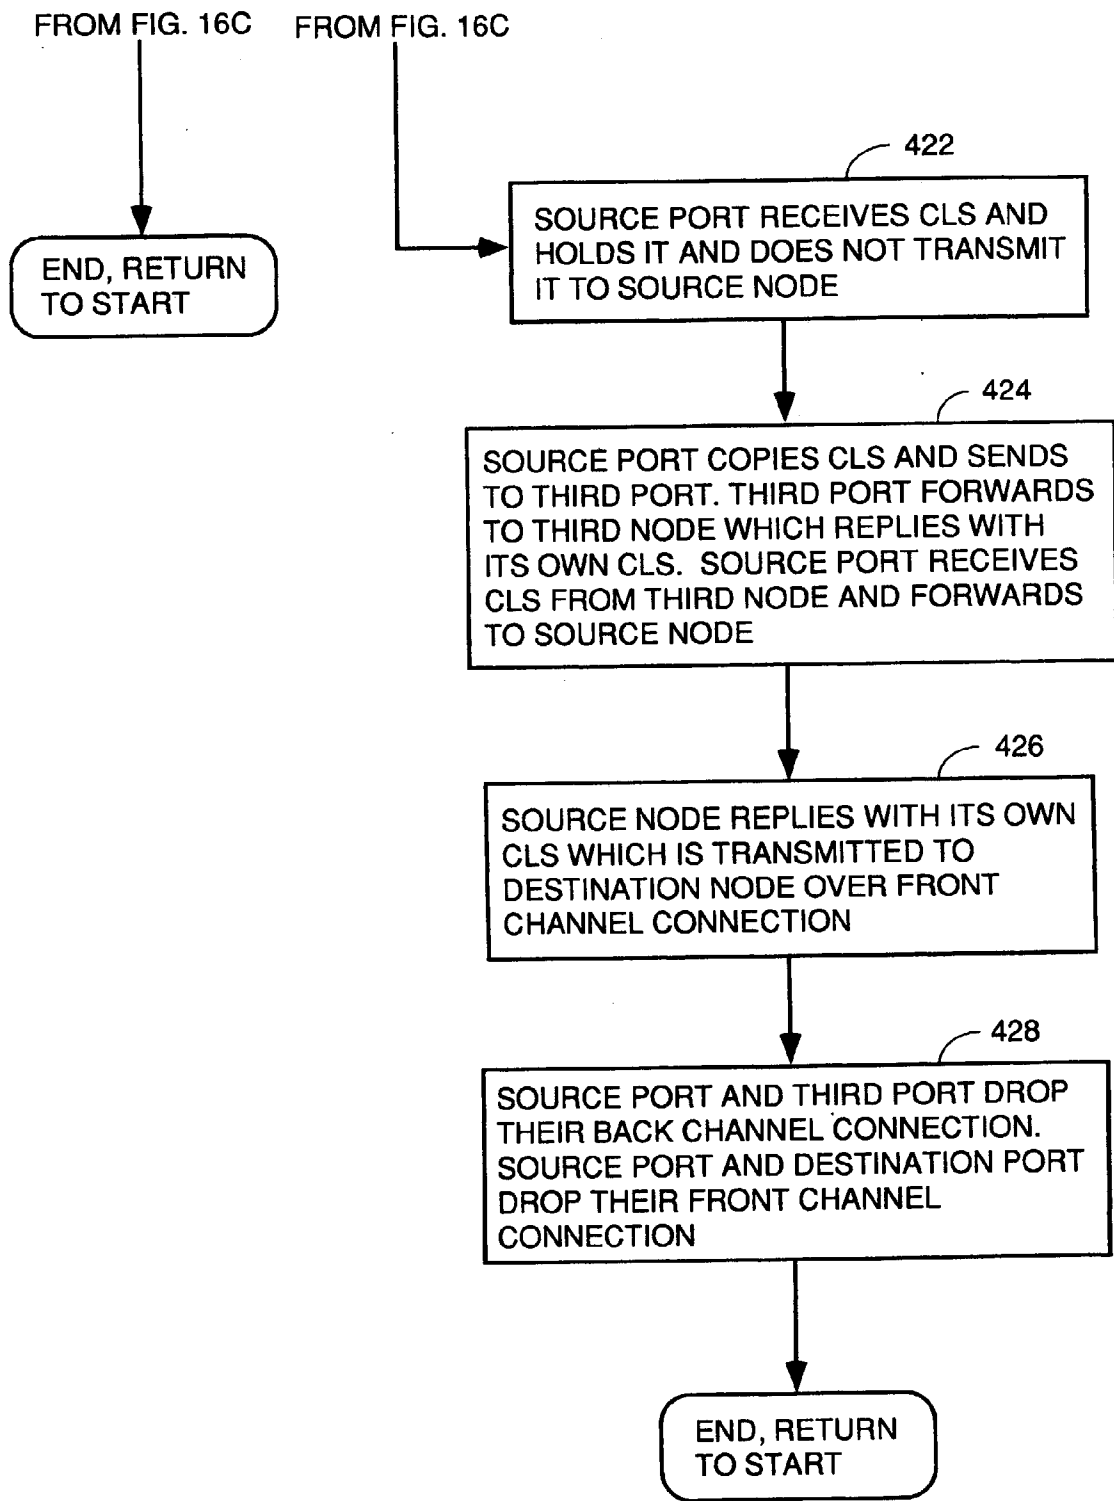 FROM FIG. 16C
FROM FIG. 16C
END, RETURN
TO START
422
SOURCE PORT RECEIVES CLS AND
HOLDS IT AND DOES NOT TRANSMIT
IT TO SOURCE NODE
424
SOURCE PORT COPIES CLS AND SENDS
TO THIRD PORT. THIRD PORT FORWARDS
TO THIRD NODE WHICH REPLIES WITH
ITS OWN CLS. SOURCE PORT RECEIVES
CLS FROM THIRD NODE AND FORWARDS
TO SOURCE NODE
426
SOURCE NODE REPLIES WITH ITS OWN
CLS WHICH IS TRANSMITTED TO
DESTINATION NODE OVER FRONT
CHANNEL CONNECTION
428
SOURCE PORT AND THIRD PORT DROP
THEIR BACK CHANNEL CONNECTION.
SOURCE PORT AND DESTINATION PORT
DROP THEIR FRONT CHANNEL
CONNECTION
END, RETURN
TO START